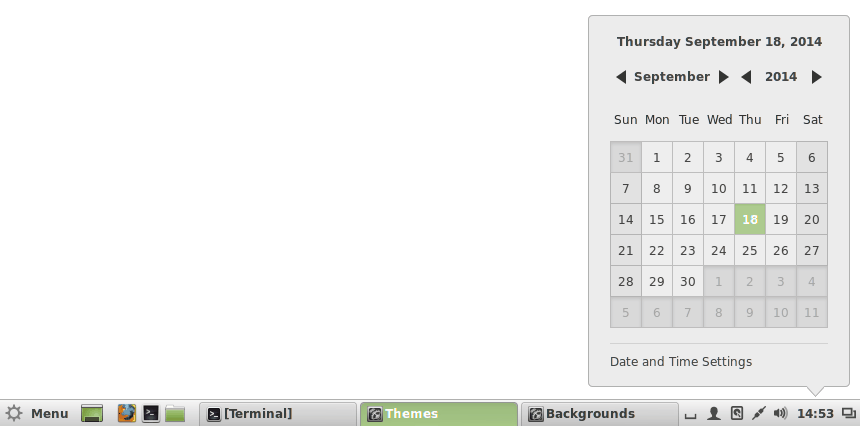 Thursday September 18, 2014
September 2014
Sun Mon Tue Wed Thu Fri Sat
31 1 2 3 4 5 6
7 8 9 10 11 12 13
14 15 16 17 18 19 20
21 22 23 24 25 26 27
28 29 30 1 2 3 4
5 6 7 8 9 10 11
Date and Time Settings
Menu [Terminal] Themes Backgrounds 14:53